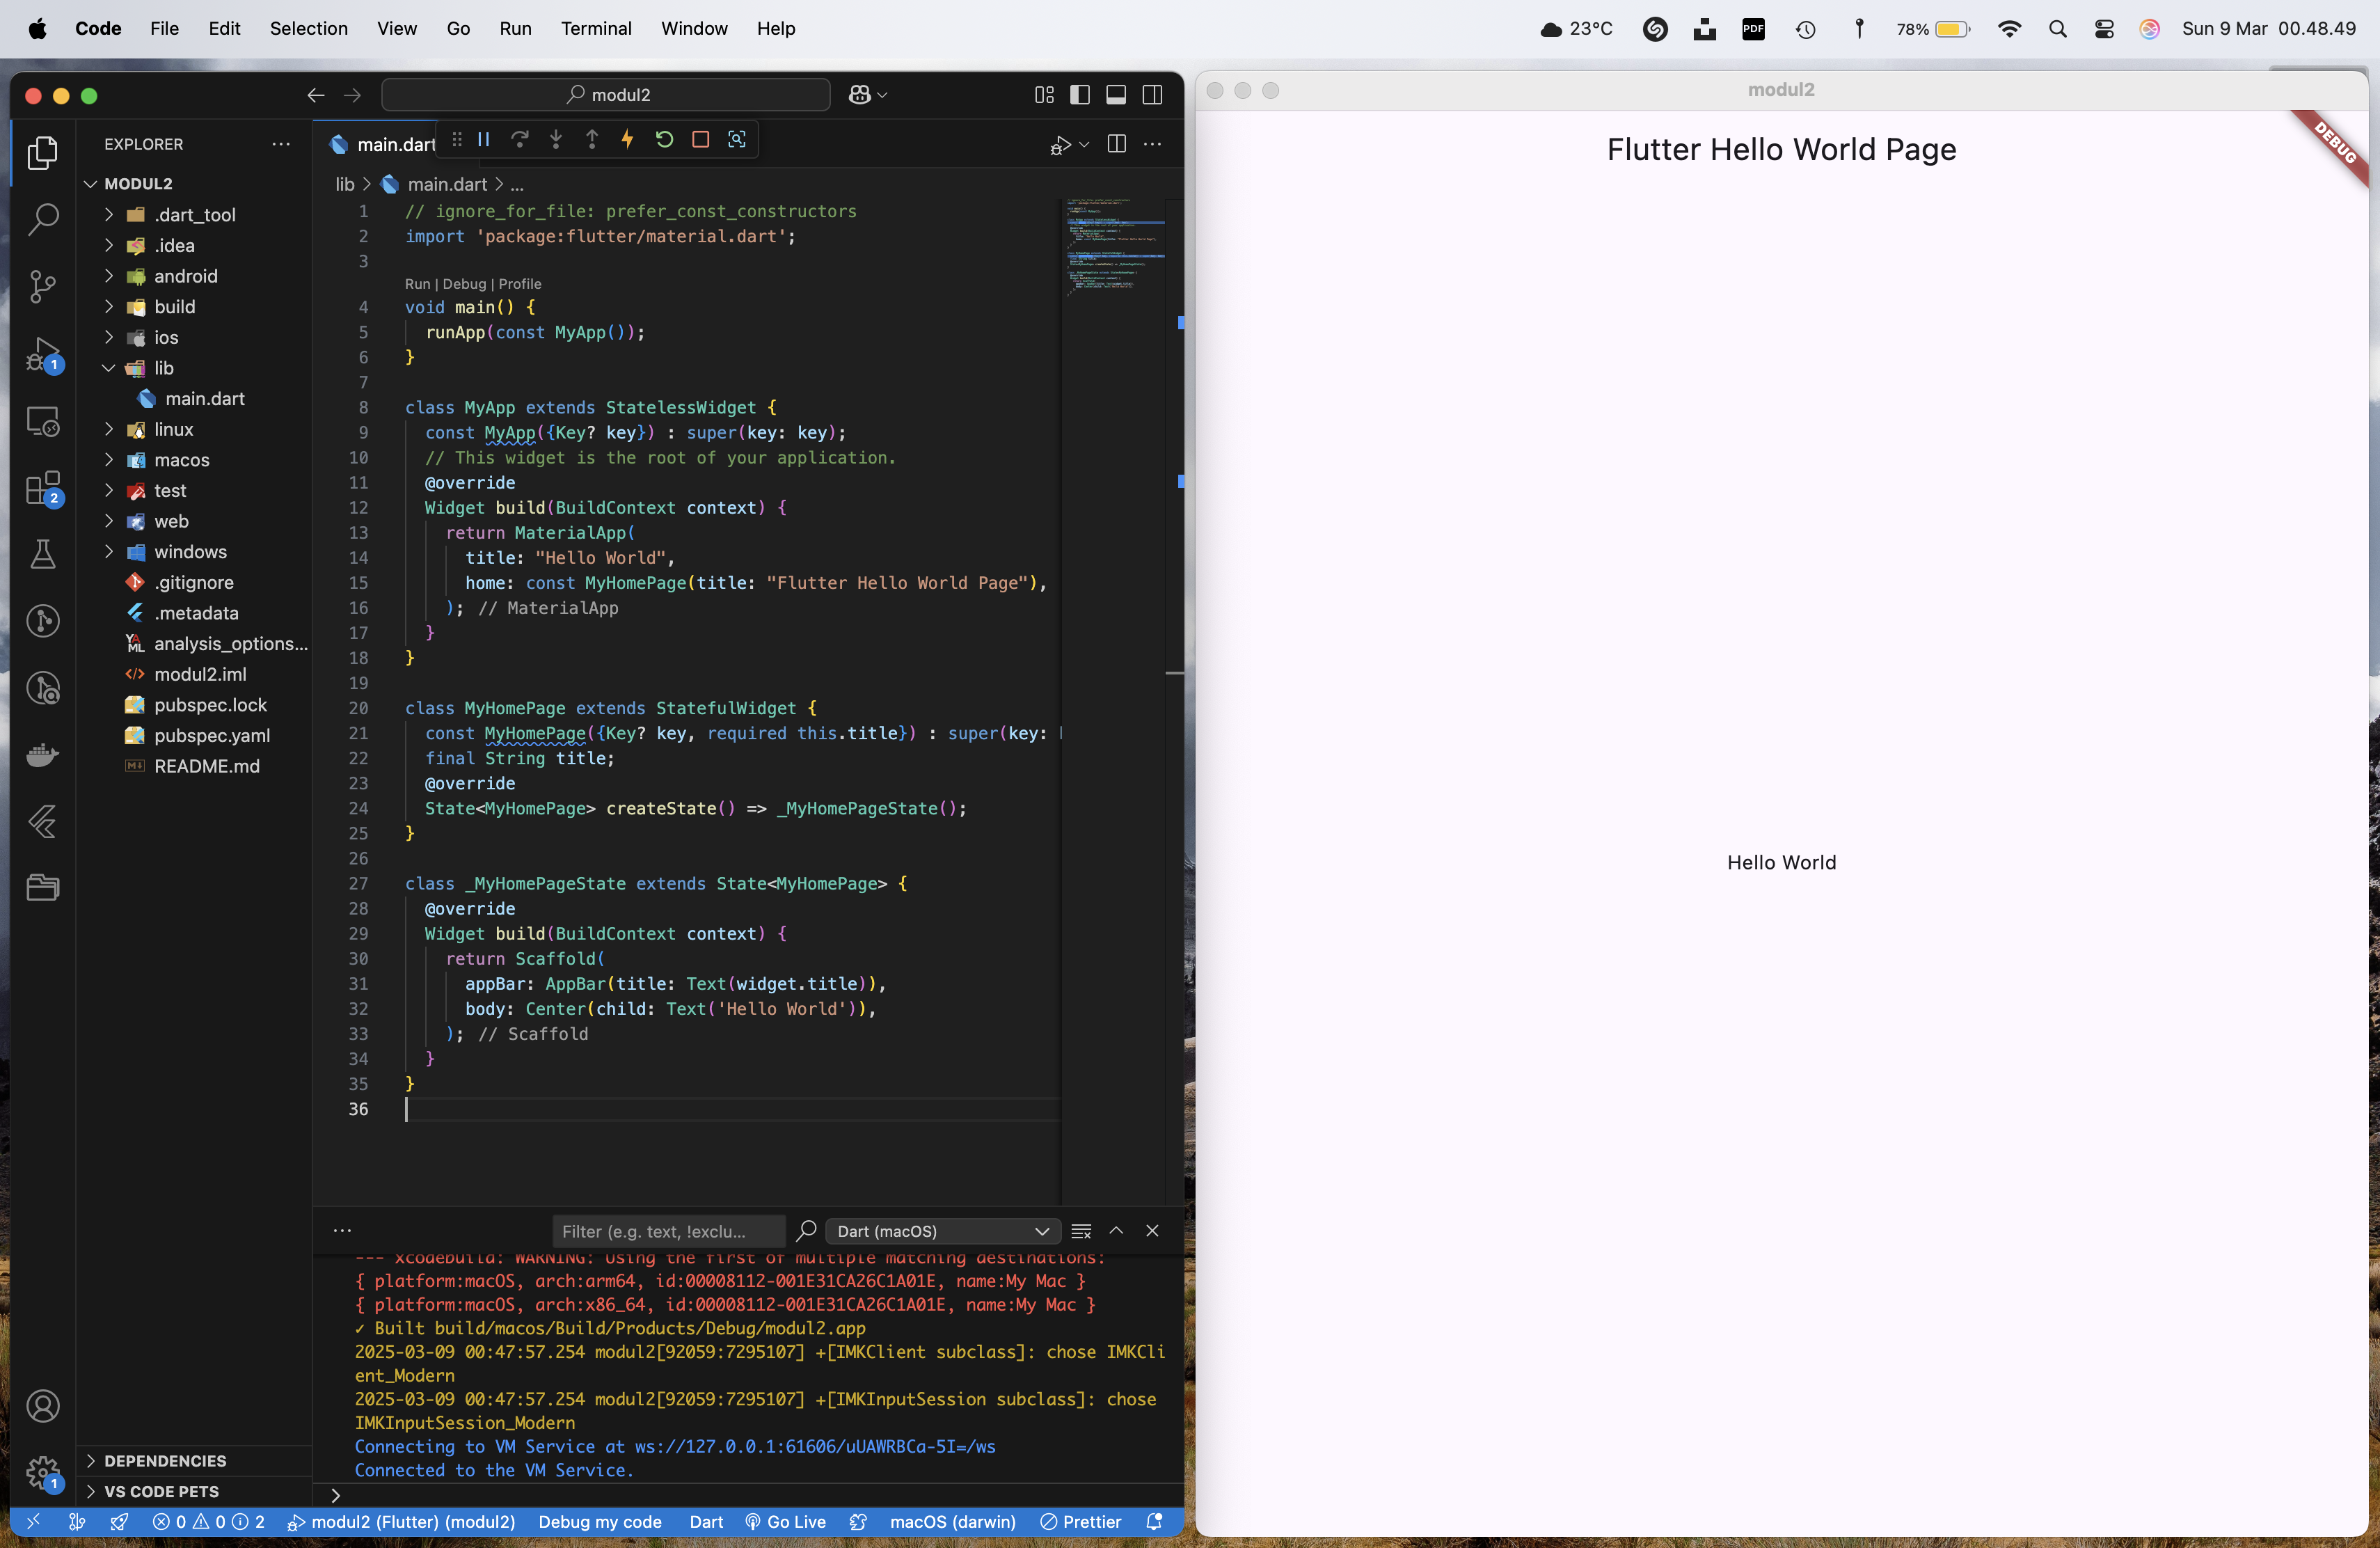 Code File Edit Selection View Go Run Terminal Window Help 23°C PDF 78% Sun 9 Mar 00.48.49
modul2
EXPLORER
MODUL2
.dart_tool
.idea
android
build
ios
lib
main.dart
linux
macos
test
web
windows
.gitignore
.metadata
analysis_options...
modul2.iml
pubspec.lock
pubspec.yaml
README.md
DEPENDENCIES
VS CODE PETS
1
2
1
main.dart
lib > main.dart > ...
1 // ignore_for_file: prefer_const_constructors
2 import 'package:flutter/material.dart';
3
Run | Debug | Profile
4 void main() {
5 runApp(const MyApp());
6 }
7
8 class MyApp extends StatelessWidget {
9 const MyApp({Key? key}) : super(key: key);
10 // This widget is the root of your application.
11 @override
12 Widget build(BuildContext context) {
13 return MaterialApp(
14 title: "Hello World",
15 home: const MyHomePage(title: "Flutter Hello World Page"),
16 ); // MaterialApp
17 }
18 }
19
20 class MyHomePage extends StatefulWidget {
21 const MyHomePage({Key? key, required this.title}) : super(key:
22 final String title;
23 @override
24 State<MyHomePage> createState() => _MyHomePageState();
25 }
26
27 class _MyHomePageState extends State<MyHomePage> {
28 @override
29 Widget build(BuildContext context) {
30 return Scaffold(
31 appBar: AppBar(title: Text(widget.title)),
32 body: Center(child: Text('Hello World')),
33 ); // Scaffold
34 }
35 }
36
... Filter (e.g. text, !exclu... Dart (macOS)
--- xcodebuild: WARNING: Using the first of multiple matching destinations:
{ platform:macOS, arch:arm64, id:00008112-001E31CA26C1A01E, name:My Mac }
{ platform:macOS, arch:x86_64, id:00008112-001E31CA26C1A01E, name:My Mac }
✓ Built build/macos/Build/Products/Debug/modul2.app
2025-03-09 00:47:57.254 modul2[92059:7295107] +[IMKClient subclass]: chose IMKCli
ent_Modern
2025-03-09 00:47:57.254 modul2[92059:7295107] +[IMKInputSession subclass]: chose
IMKInputSession_Modern
Connecting to VM Service at ws://127.0.0.1:61606/uUAWRBCa-5I=/ws
Connected to the VM Service.
>
0 0 2 modul2 (Flutter) (modul2) Debug my code Dart Go Live macOS (darwin) Prettier
modul2
Flutter Hello World Page
DEBUG
Hello World